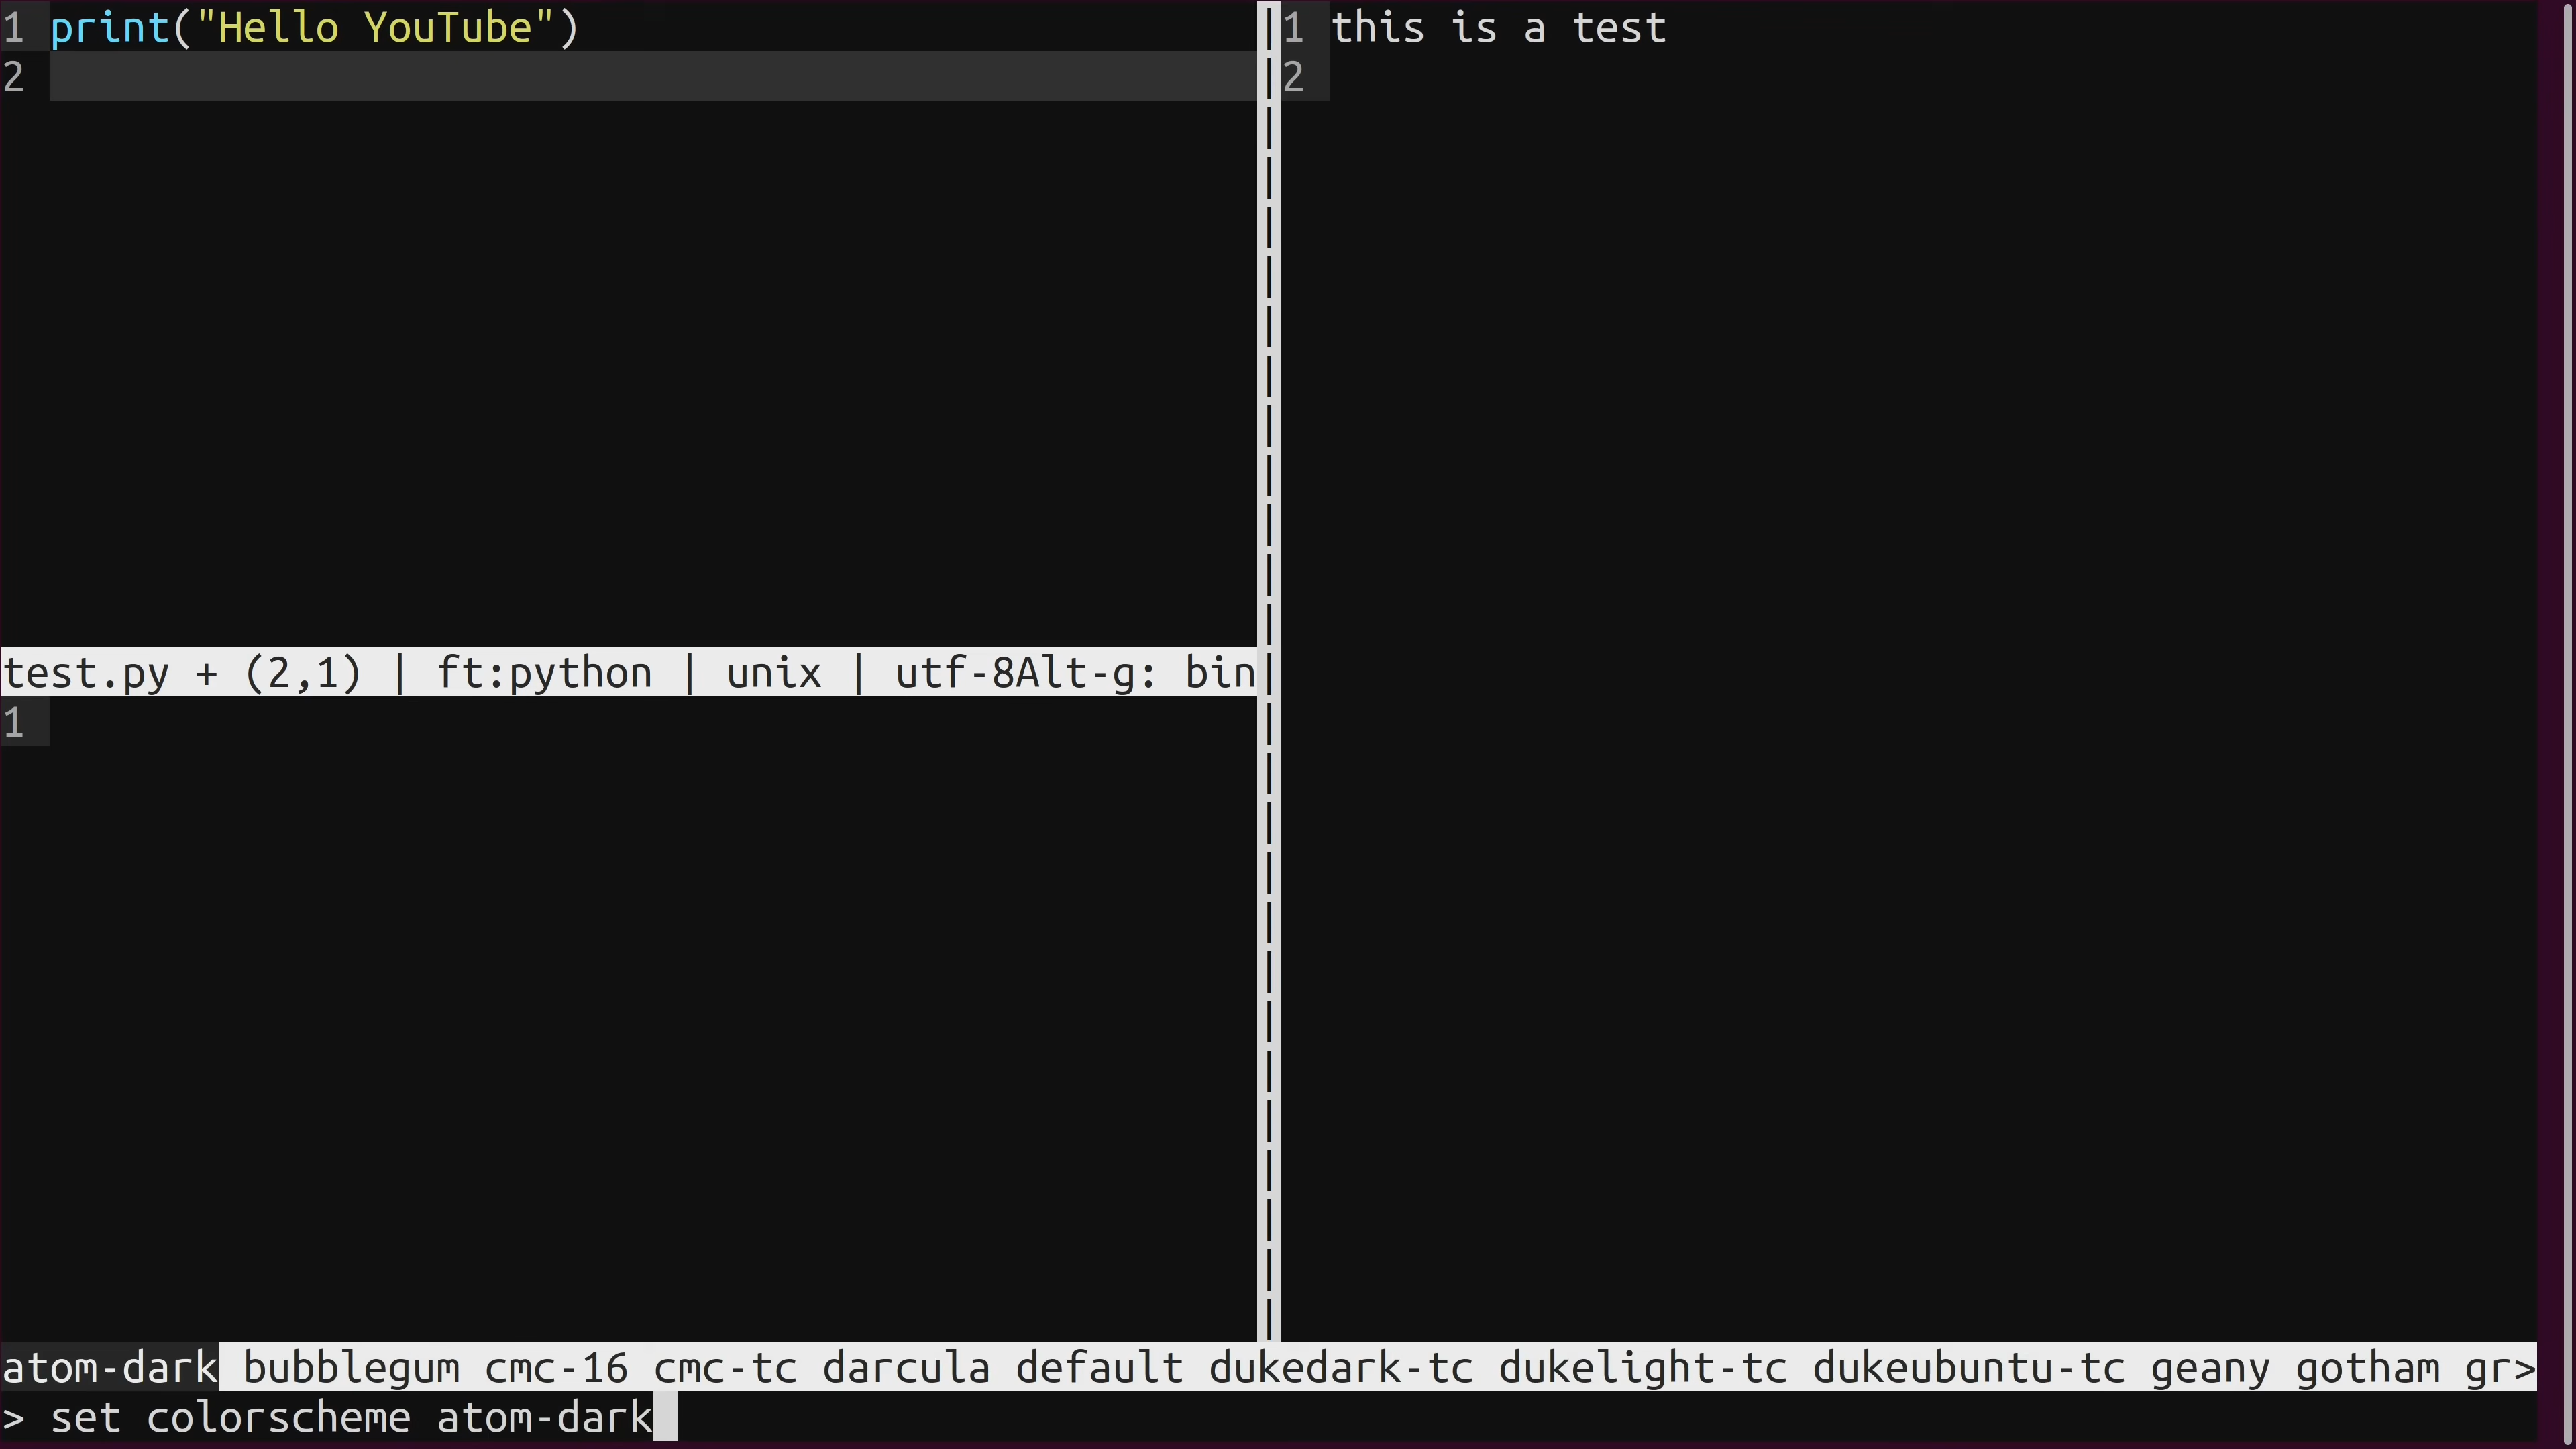 1 print("Hello YouTube")
2
test.py + (2,1) | ft:python | unix | utf-8Alt-g: bin
1
1 this is a test
2
atom-dark bubblegum cmc-16 cmc-tc darcula default dukedark-tc dukelight-tc dukeubuntu-tc geany gotham gr>
> set colorscheme atom-dark